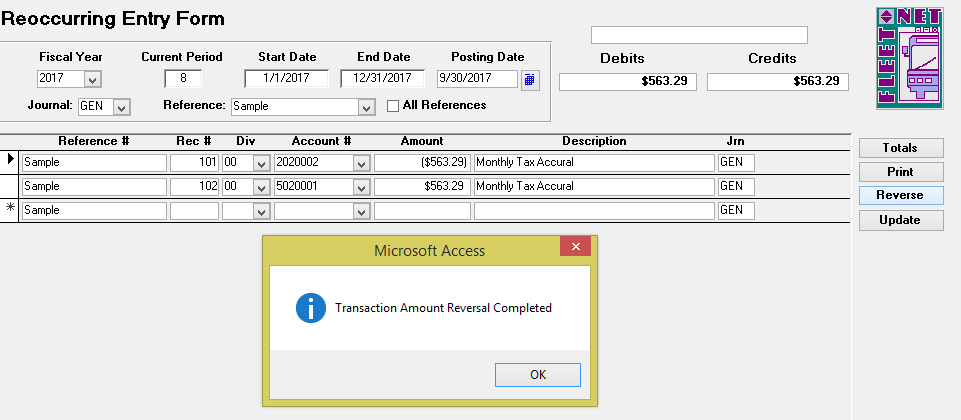 Reoccurring Entry Form
FLEET NET
Fiscal Year Current Period Start Date End Date Posting Date Debits Credits
2017 8 1/1/2017 12/31/2017 9/30/2017 $563.29 $563.29
Journal: GEN Reference: Sample All References
Reference # Rec # Div Account # Amount Description Jrn
Sample 101 00 2020002 ($563.29) Monthly Tax Accural GEN
Sample 102 00 5020001 $563.29 Monthly Tax Accural GEN
* Sample GEN
Totals
Print
Reverse
Update
Microsoft Access
Transaction Amount Reversal Completed
OK